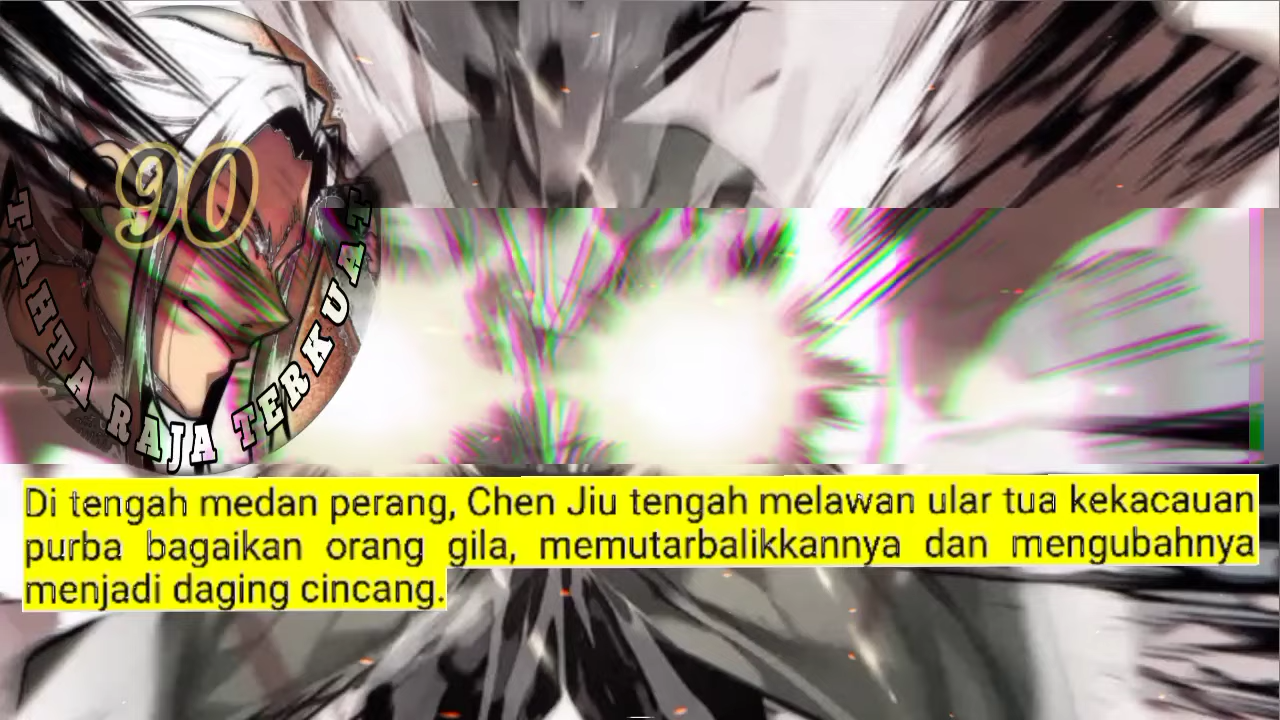 90
TAHTA RAJA TERKUAT
Di tengah medan perang, Chen Jiu tengah melawan ular tua kekacauan
purba bagaikan orang gila, memutarbalikkannya dan mengubahnya
menjadi daging cincang.